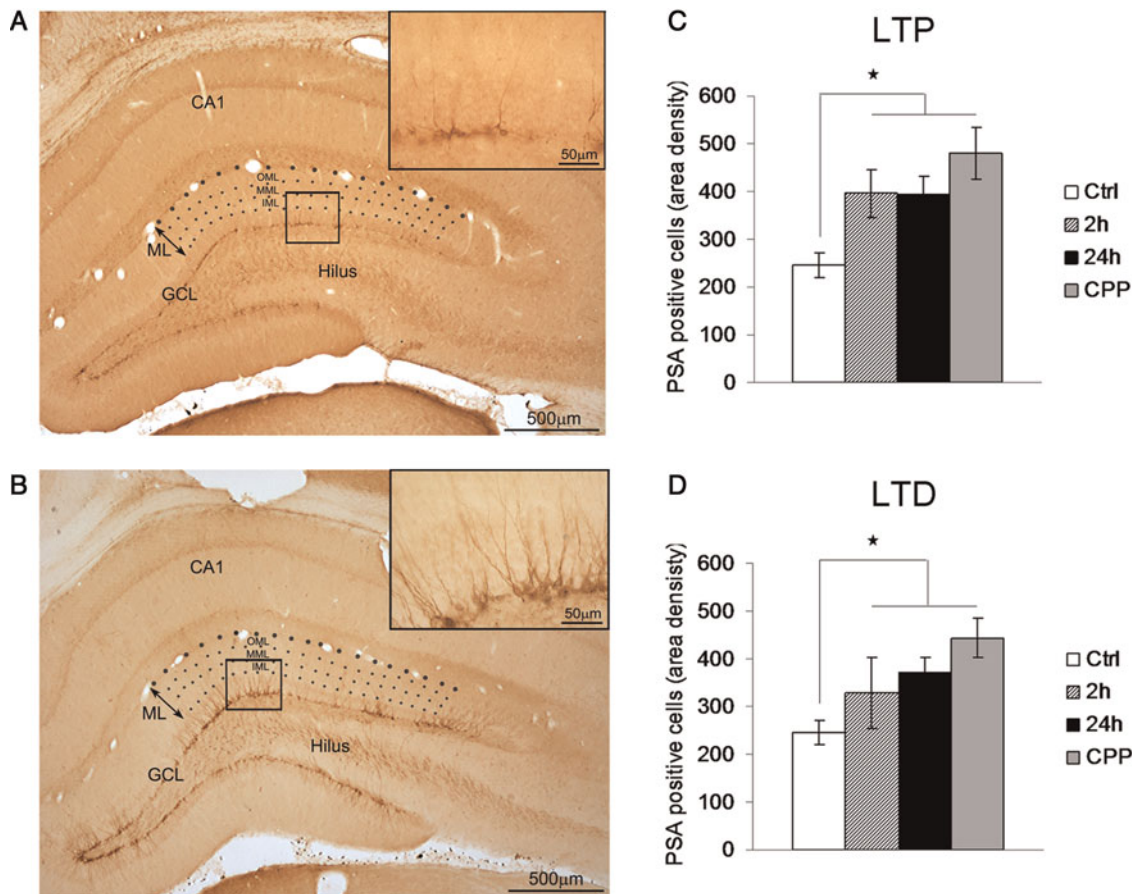 A
CA1
OML
MML
IML
ML
GCL
Hilus
50μm
500μm
B
CA1
OML
MML
IML
ML
GCL
Hilus
50μm
500μm
C
LTP
★
PSA positive cells (area density)
600
500
400
300
200
100
0
Ctrl
2h
24h
CPP
D
LTD
★
PSA positive cells (area densisty)
600
500
400
300
200
100
0
Ctrl
2h
24h
CPP